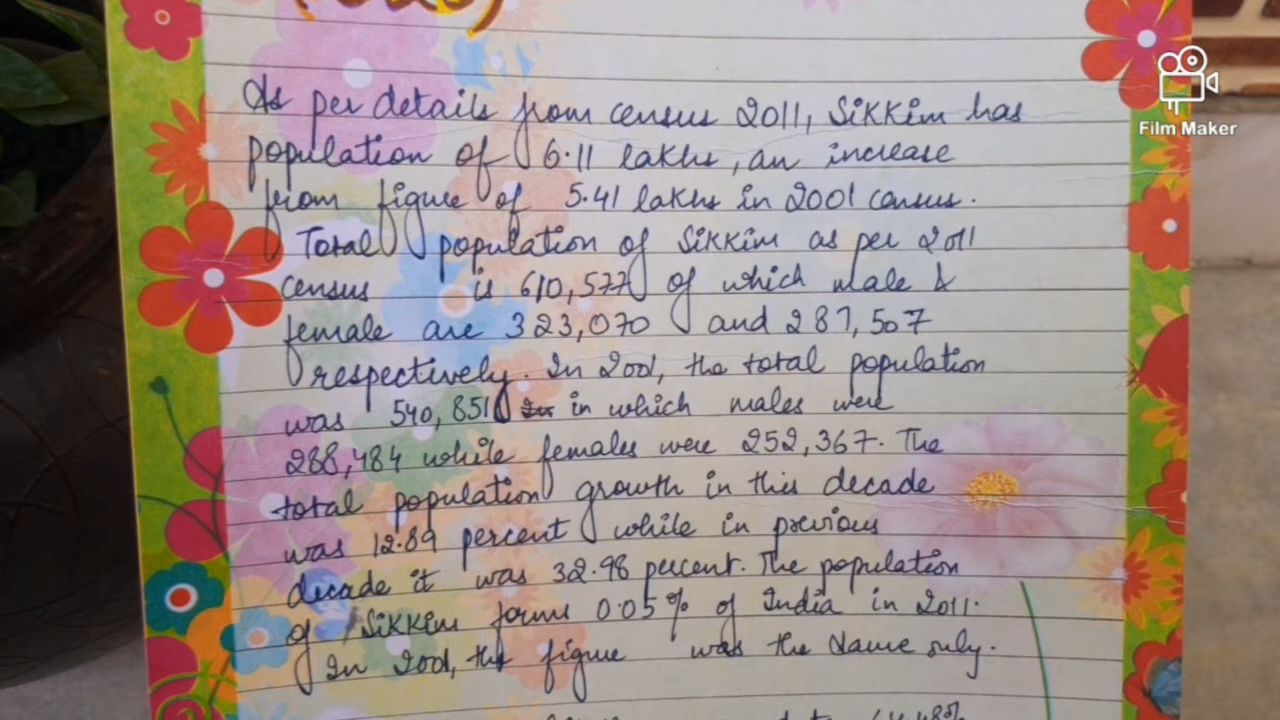 As per details from census 2011, Sikkim has
population of 6.11 lakhs, an increase
from figure of 5.41 lakhs in 2001 census.
Total population of Sikkim as per 2011
census is 610,577 of which male &
female are 323,070 and 287,507
respectively. In 2001, the total population
was 540,851 in which males were
288,484 while females were 252,367. The
total population growth in this decade
was 12.89 percent while in previous
decade it was 32.98 percent. The population
of Sikkim forms 0.05% of India in 2011.
In 2001, the figure was the same only.
Film Maker